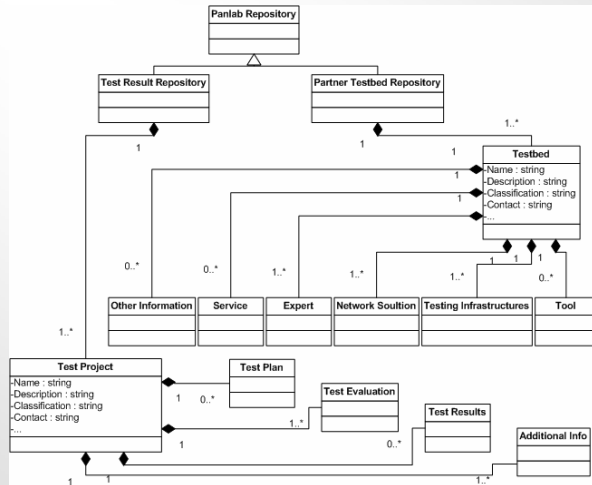 Panlab Repository
Test Result Repository
Partner Testbed Repository
1
1
1..*
1
Testbed
-Name : string
-Description : string
-Classification : string
-Contact : string
-...
1
1
1
1
1
0..*
0..*
1..*
1..*
1..*
0..*
Other Information
Service
Expert
Network Soultion
Testing Infrastructures
Tool
1..*
Test Project
-Name : string
-Description : string
-Classification : string
-Contact : string
-...
Test Plan
1
0..*
Test Evaluation
1
1..*
Test Results
0..*
Additional Info
1
1
1..*